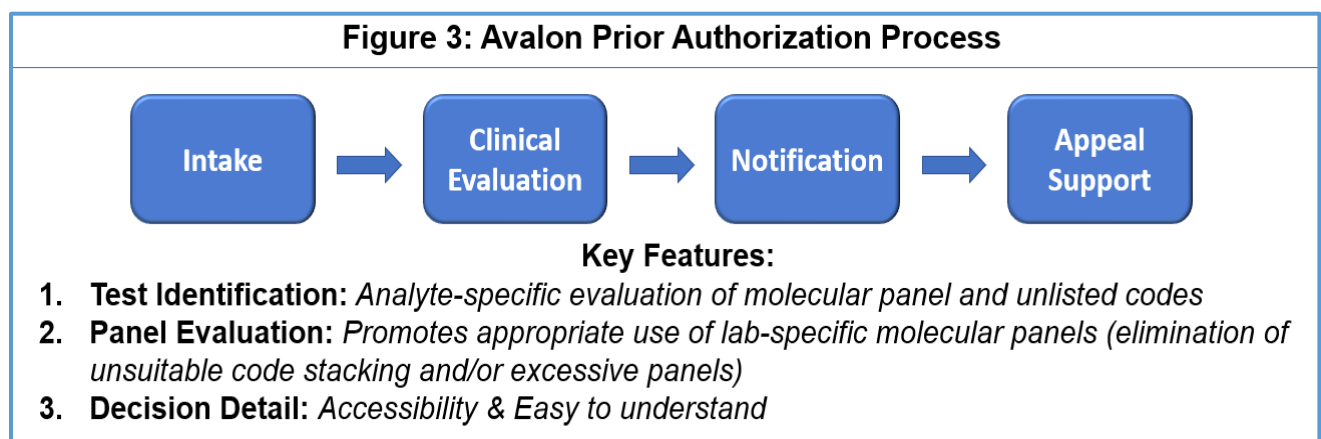 Figure 3: Avalon Prior Authorization Process
Intake
Clinical
Evaluation
Notification
Appeal
Support
Key Features:
1. Test Identification: Analyte-specific evaluation of molecular panel and unlisted codes
2. Panel Evaluation: Promotes appropriate use of lab-specific molecular panels (elimination of
unsuitable code stacking and/or excessive panels)
3. Decision Detail: Accessibility & Easy to understand